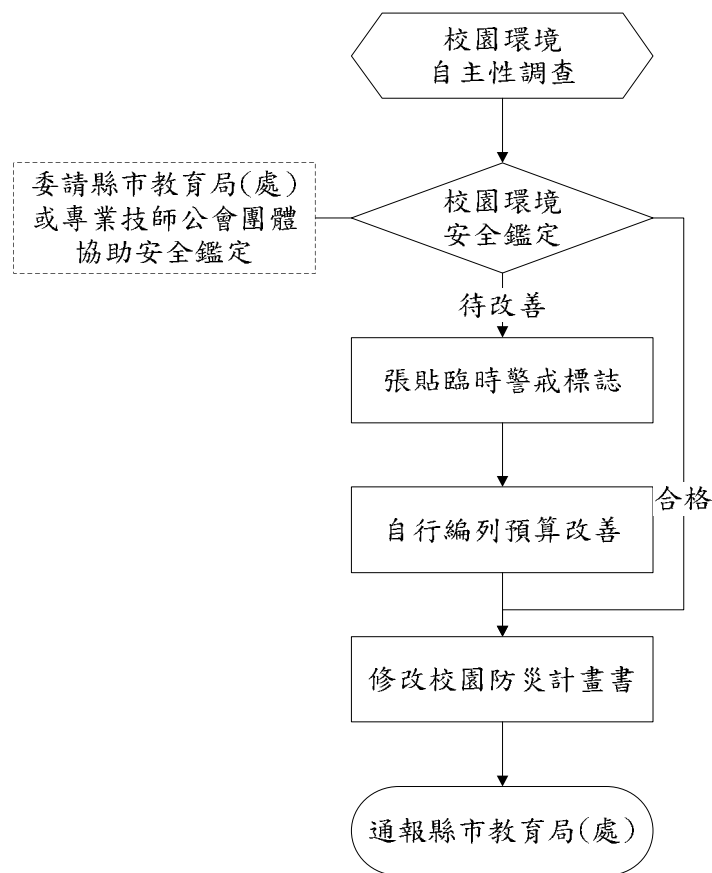 校園環境
自主性調查
委請縣市教育局(處)
或專業技師公會團體
協助安全鑑定
校園環境
安全鑑定
待改善
張貼臨時警戒標誌
合格
自行編列預算改善
修改校園防災計畫書
通報縣市教育局(處)